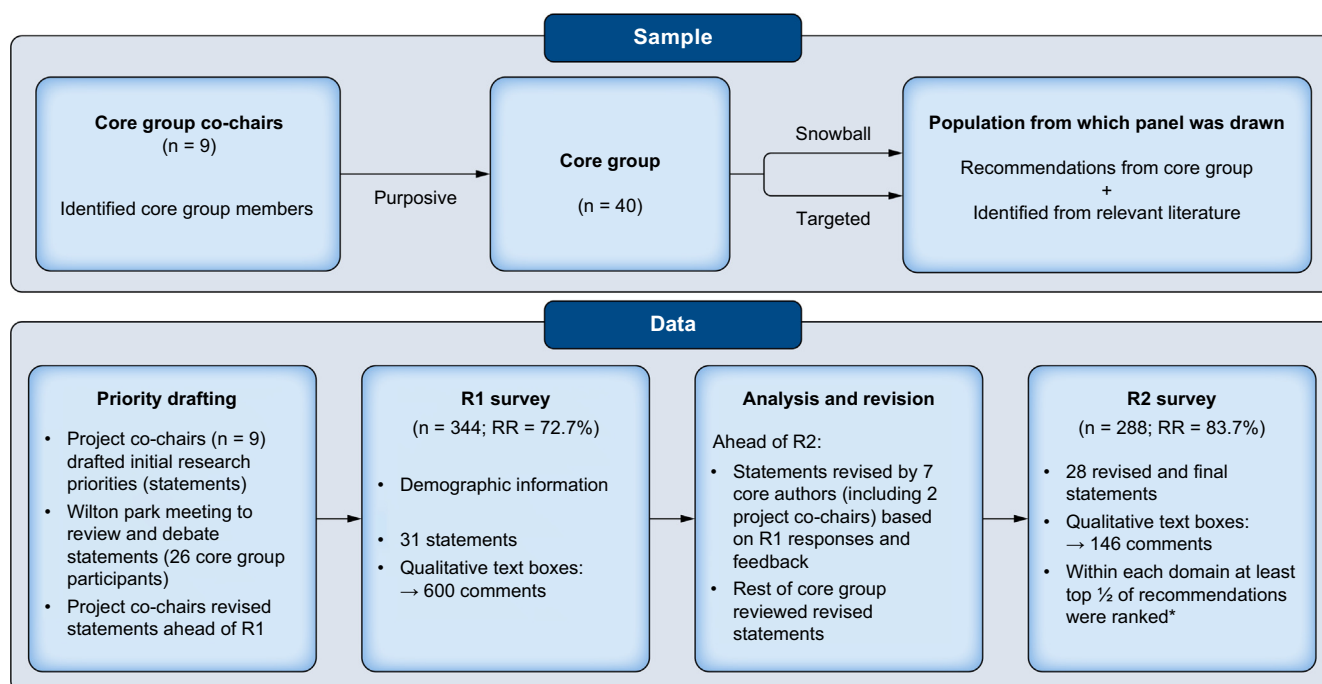 Sample
Core group co-chairs
(n = 9)
Identified core group members
Purposive
Core group
(n = 40)
Snowball
Targeted
Population from which panel was drawn
Recommendations from core group
+
Identified from relevant literature
Data
Priority drafting
• Project co-chairs (n = 9)
drafted initial research
priorities (statements)
• Wilton park meeting to
review and debate
statements (26 core group
participants)
• Project co-chairs revised
statements ahead of R1
R1 survey
(n = 344; RR = 72.7%)
• Demographic information
• 31 statements
• Qualitative text boxes:
→ 600 comments
Analysis and revision
Ahead of R2:
• Statements revised by 7
core authors (including 2
project co-chairs) based
on R1 responses and
feedback
• Rest of core group
reviewed revised
statements
R2 survey
(n = 288; RR = 83.7%)
• 28 revised and final
statements
• Qualitative text boxes:
→ 146 comments
• Within each domain at least
top ½ of recommendations
were ranked*